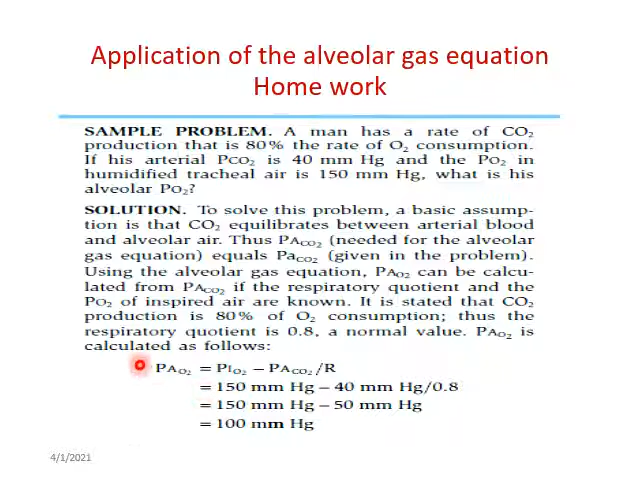 Application of the alveolar gas equation
Home work
SAMPLE PROBLEM. A man has a rate of CO₂
production that is 80% the rate of O₂ consumption.
If his arterial PCO₂ is 40 mm Hg and the PO₂ in
humidified tracheal air is 150 mm Hg, what is his
alveolar PO₂?
SOLUTION. To solve this problem, a basic assump-
tion is that CO₂ equilibrates between arterial blood
and alveolar air. Thus PACO₂ (needed for the alveolar
gas equation) equals PaCO₂ (given in the problem).
Using the alveolar gas equation, PAO₂ can be calcu-
lated from PACO₂ if the respiratory quotient and the
PO₂ of inspired air are known. It is stated that CO₂
production is 80% of O₂ consumption; thus the
respiratory quotient is 0.8, a normal value. PAO₂ is
calculated as follows:
PAO₂ = PIO₂ − PACO₂/R
= 150 mm Hg − 40 mm Hg/0.8
= 150 mm Hg − 50 mm Hg
= 100 mm Hg
4/1/2021